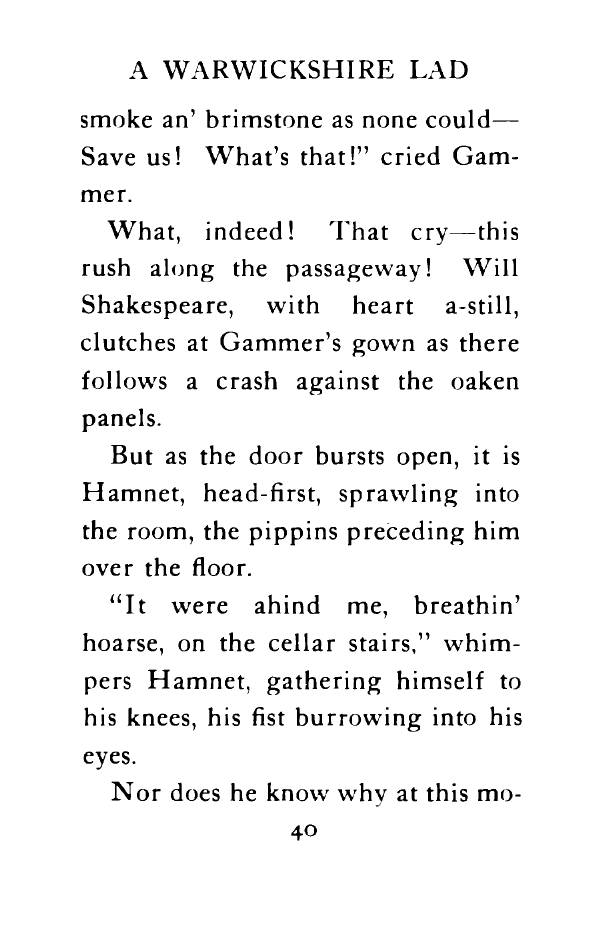 A WARWICKSHIRE LAD
smoke an’ brimstone as none could—
Save us! What's that!” cried Gam-
mer.
What, indeed! That cry—this
rush along the passageway! Will
Shakespeare, with heart a-still,
clutches at Gammer’s gown as there
follows a crash against the oaken
panels.
But as the door bursts open, it is
Hamnet, head-first, sprawling into
the room, the pippins preceding him
over the floor.
“It were ahind me, breathin’
hoarse, on the cellar stairs,” whim-
pers Hamnet, gathering himself to
his knees, his fist burrowing into his
eyes.
Nor does he know why at this mo-
40